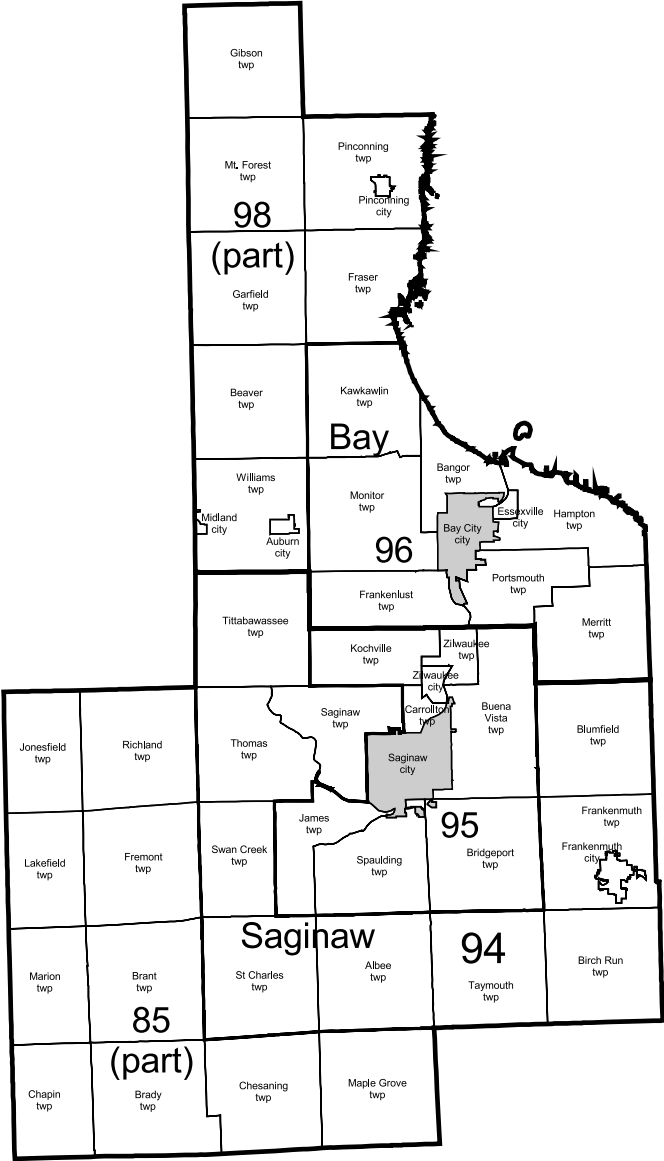 Gibson
twp
Mt. Forest
twp
Pinconning
twp
Pinconning
city
98
(part)
Garfield
twp
Fraser
twp
Beaver
twp
Kawkawlin
twp
Bay
Williams
twp
Midland
city
Auburn
city
Monitor
twp
96
Bangor
twp
Essexville
city
Hampton
twp
Bay City
city
Frankenlust
twp
Portsmouth
twp
Merritt
twp
Tittabawassee
twp
Kochville
twp
Zilwaukee
twp
Zilwaukee
city
Carrollton
twp
Buena
Vista
twp
Saginaw
twp
Saginaw
city
Blumfield
twp
Jonesfield
twp
Richland
twp
Thomas
twp
James
twp
95
Frankenmuth
twp
Frankenmuth
city
Bridgeport
twp
Lakefield
twp
Fremont
twp
Swan Creek
twp
Spaulding
twp
Saginaw
94
Marion
twp
Brant
twp
St Charles
twp
Albee
twp
Taymouth
twp
Birch Run
twp
85
(part)
Chapin
twp
Brady
twp
Chesaning
twp
Maple Grove
twp